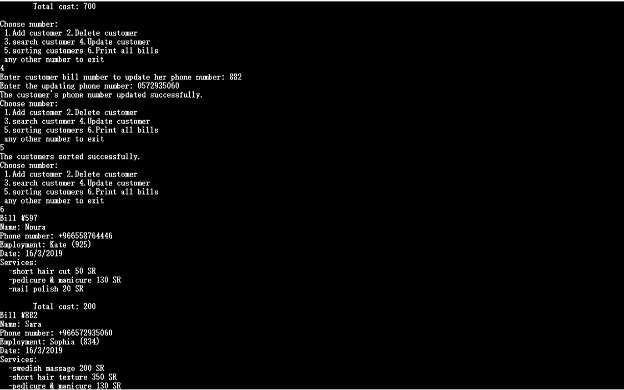 Total cost: 700
Choose number:
1.Add customer 2.Delete customer
3.search customer 4.Update customer
5.sorting customers 6.Print all bills
any other number to exit
4
Enter customer bill number to update her phone number: 882
Enter the updating phone number: 0572935060
The customer's phone number updated successfully.
Choose number:
1.Add customer 2.Delete customer
3.search customer 4.Update customer
5.sorting customers 6.Print all bills
any other number to exit
5
The customers sorted successfully.
Choose number:
1.Add customer 2.Delete customer
3.search customer 4.Update customer
5.sorting customers 6.Print all bills
any other number to exit
6
Bill #597
Name: Noura
Phone number: +966558764446
Employment: Kate (925)
Date: 16/3/2019
Services:
-short hair cut 50 SR
-pedicure & manicure 130 SR
-nail polish 20 SR
Total cost: 200
Bill #882
Name: Sara
Phone number: +966572935060
Employment: Sophia (834)
Date: 16/3/2019
Services:
-swedish massage 200 SR
-short hair texture 350 SR
-pedicure & manicure 130 SR